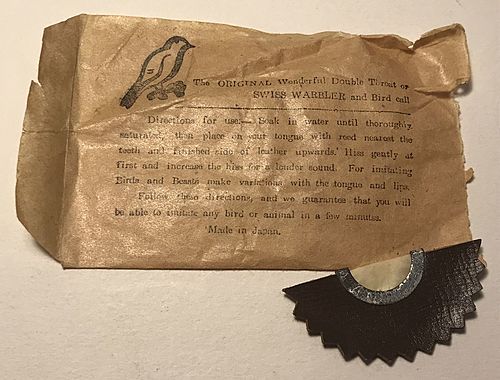 The ORIGINAL Wonderful Double Throat or
SWISS WARBLER and Bird call
Directions for use:— Soak in water until thoroughly
saturated, then place on your tongue with reed nearest the
teeth and finished side of leather upwards. Hiss gently at
first and increase the hiss for a louder sound. For imitating
Birds and Beasts make variations with the tongue and lips.
Follow these directions, and we guarantee that you will
be able to imitate any bird or animal in a few minutes.
Made in Japan.